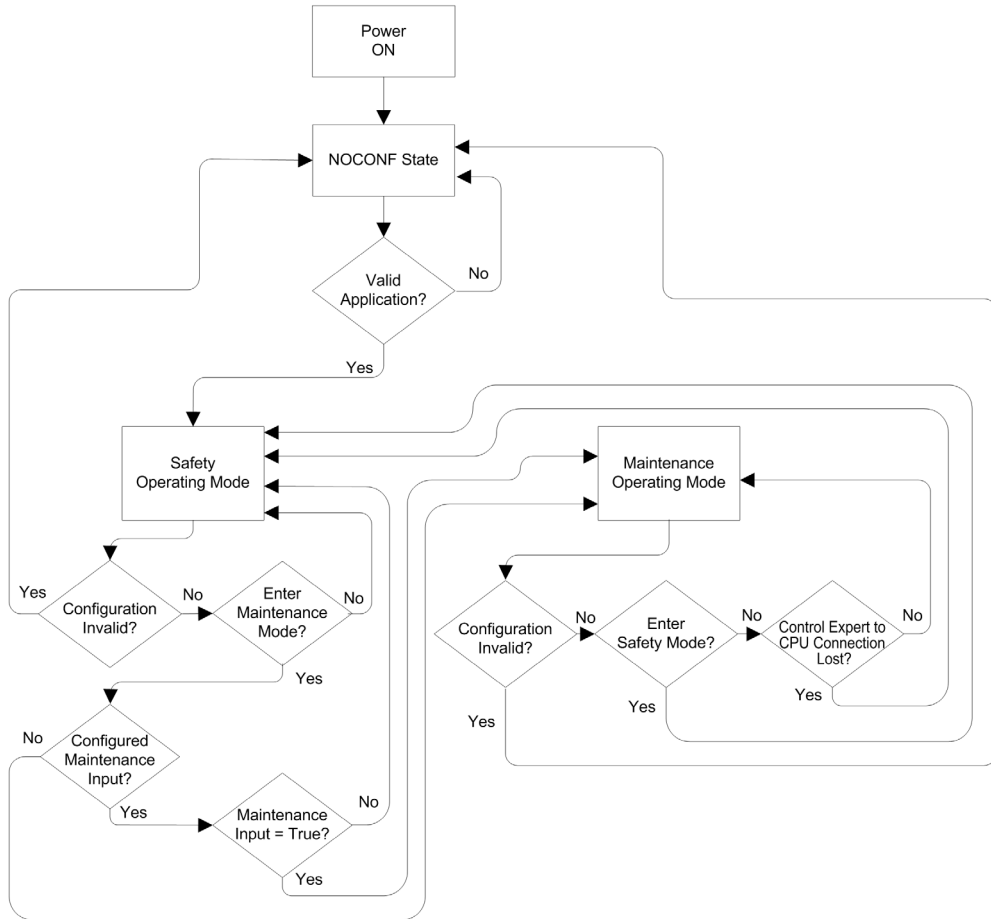 Power
ON
NOCONF State
Valid
Application?
No
Yes
Safety
Operating Mode
Maintenance
Operating Mode
Yes
Configuration
Invalid?
No
Enter
Maintenance
Mode?
No
Yes
Configuration
Invalid?
No
Enter
Safety Mode?
No
Control Expert to
CPU Connection
Lost?
No
Yes
Yes
Yes
No
Configured
Maintenance
Input?
Yes
Maintenance
Input = True?
No
Yes